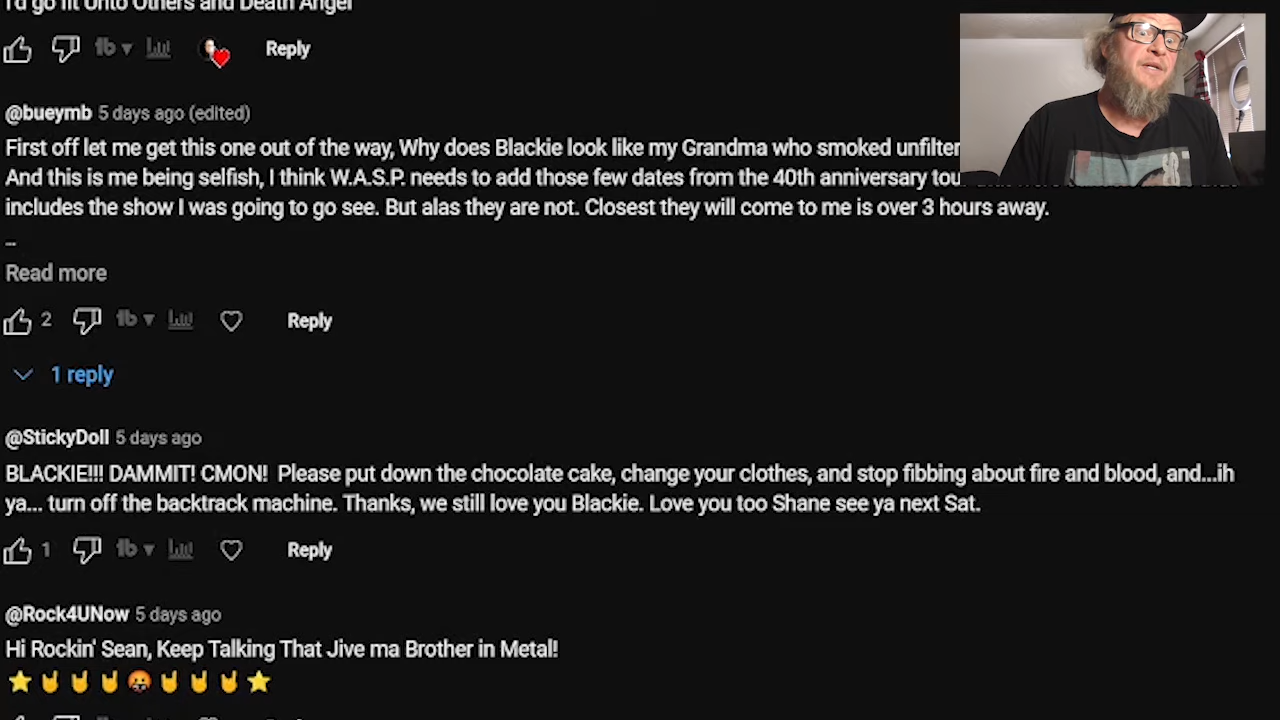 I'd go fit Unto Others and Death Angel
Reply
@bueymb 5 days ago (edited)
First off let me get this one out of the way, Why does Blackie look like my Grandma who smoked
And this is me being selfish, I think W.A.S.P. needs to add those few dates from the 40th anniversary
includes the show I was going to go see. But alas they are not. Closest they will come to me is over 3 hours away.
Read more
2 Reply
1 reply
@StickyDoll 5 days ago
BLACKIE!!! DAMMIT! CMON! Please put down the chocolate cake, change your clothes, and stop fibbing about fire and blood, and...ih
ya... turn off the backtrack machine. Thanks, we still love you Blackie. Love you too Shane see ya next Sat.
1 Reply
@Rock4UNow 5 days ago
Hi Rockin' Sean, Keep Talking That Jive ma Brother in Metal!
⭐🤘🤘🤘🤬🤘🤘🤘⭐